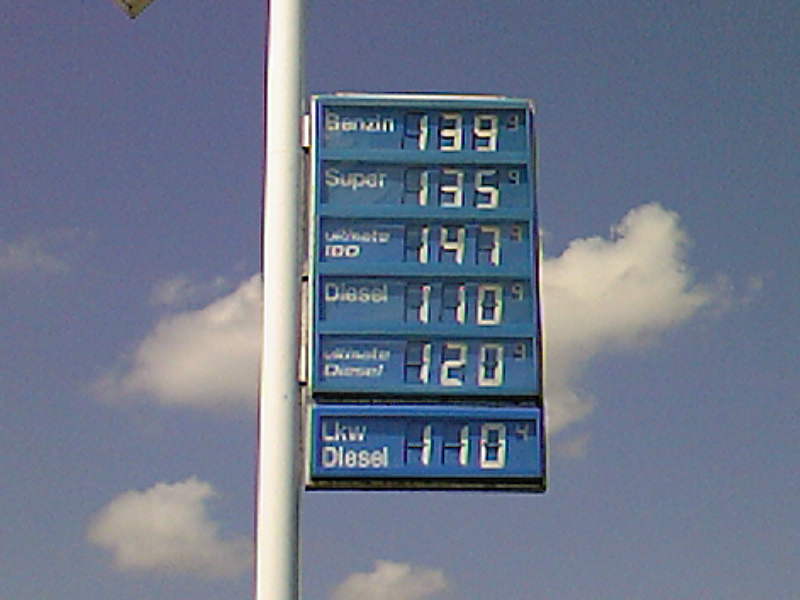 Benzin 139 9
Super 135 9
ultimate
100 147 9
Diesel 110 9
ultimate
Diesel 120 9
Lkw
Diesel 110 4